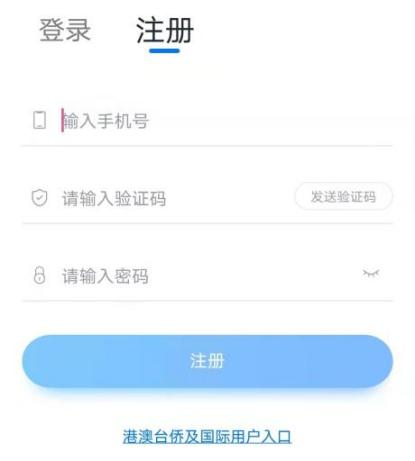 登录 注册
输入手机号
请输入验证码 发送验证码
请输入密码
注册
港澳台侨及国际用户入口